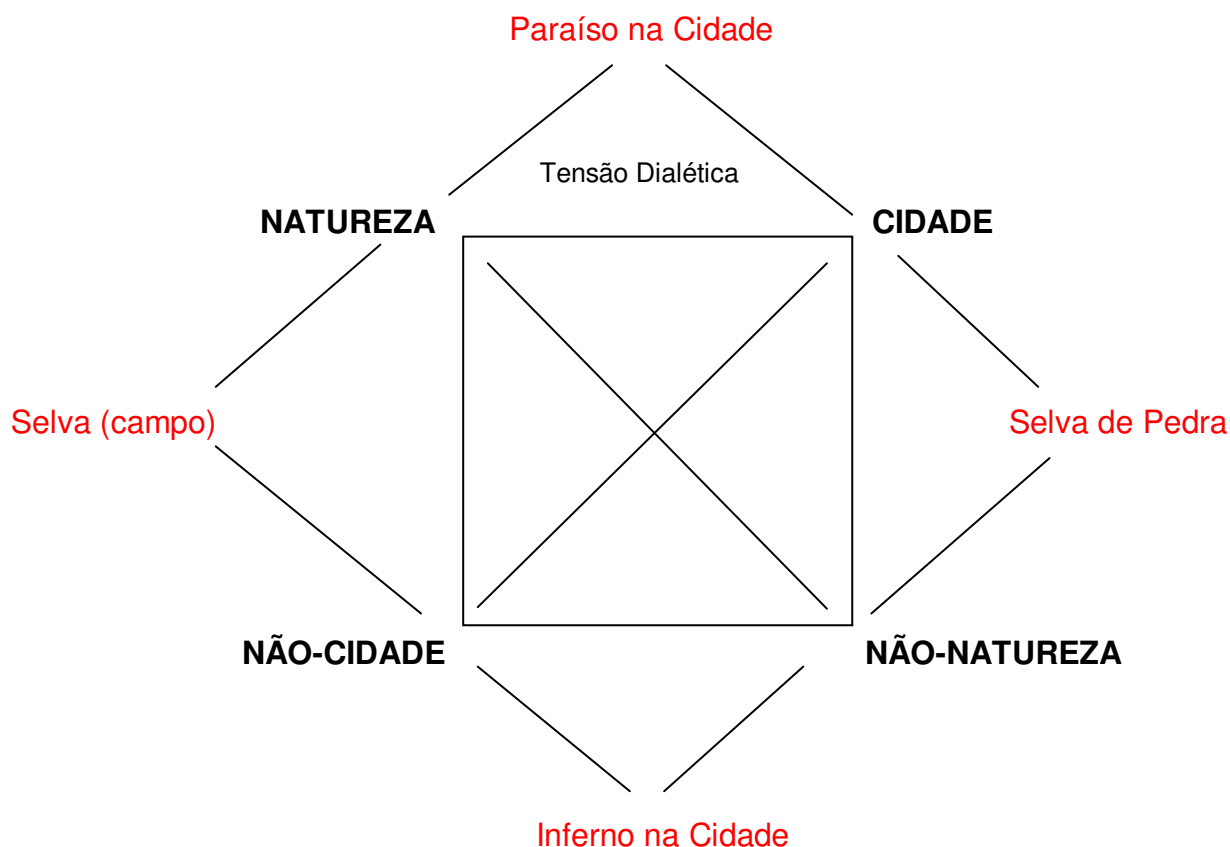 Paraíso na Cidade
Tensão Dialética
NATUREZA
CIDADE
Selva (campo)
Selva de Pedra
NÃO-CIDADE
NÃO-NATUREZA
Inferno na Cidade